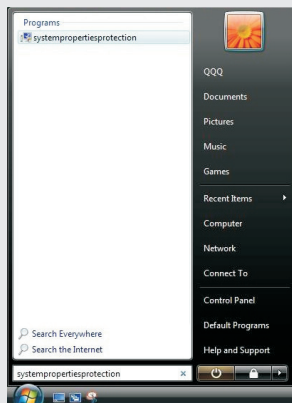 Programs
systempropertiesprotection
Search Everywhere
Search the Internet
systempropertiesprotection
QQQ
Documents
Pictures
Music
Games
Recent Items
Computer
Network
Connect To
Control Panel
Default Programs
Help and Support